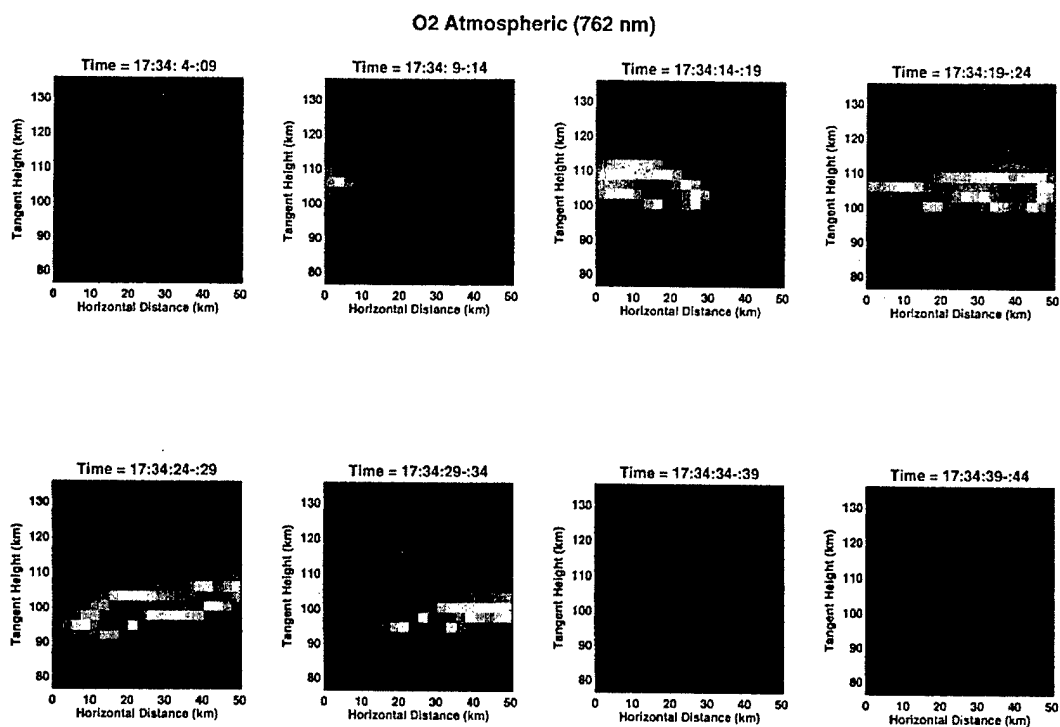 O2 Atmospheric (762 nm)
Time = 17:34: 4-:09
Time = 17:34: 9-:14
Time = 17:34:14-:19
Time = 17:34:19-:24
Tangent Height (km)
130
120
110
100
90
80
0 10 20 30 40 50
Horizontal Distance (km)
Tangent Height (km)
130
120
110
100
90
80
0 10 20 30 40 50
Horizontal Distance (km)
Tangent Height (km)
130
120
110
100
90
80
0 10 20 30 40 50
Horizontal Distance (km)
Tangent Height (km)
130
120
110
100
90
80
0 10 20 30 40 50
Horizontal Distance (km)
Time = 17:34:24-:29
Time = 17:34:29-:34
Time = 17:34:34-:39
Time = 17:34:39-:44
Tangent Height (km)
130
120
110
100
90
80
0 10 20 30 40 50
Horizontal Distance (km)
Tangent Height (km)
130
120
110
100
90
80
0 10 20 30 40 50
Horizontal Distance (km)
Tangent Height (km)
130
120
110
100
90
80
0 10 20 30 40 50
Horizontal Distance (km)
Tangent Height (km)
130
120
110
100
90
80
0 10 20 30 40 50
Horizontal Distance (km)